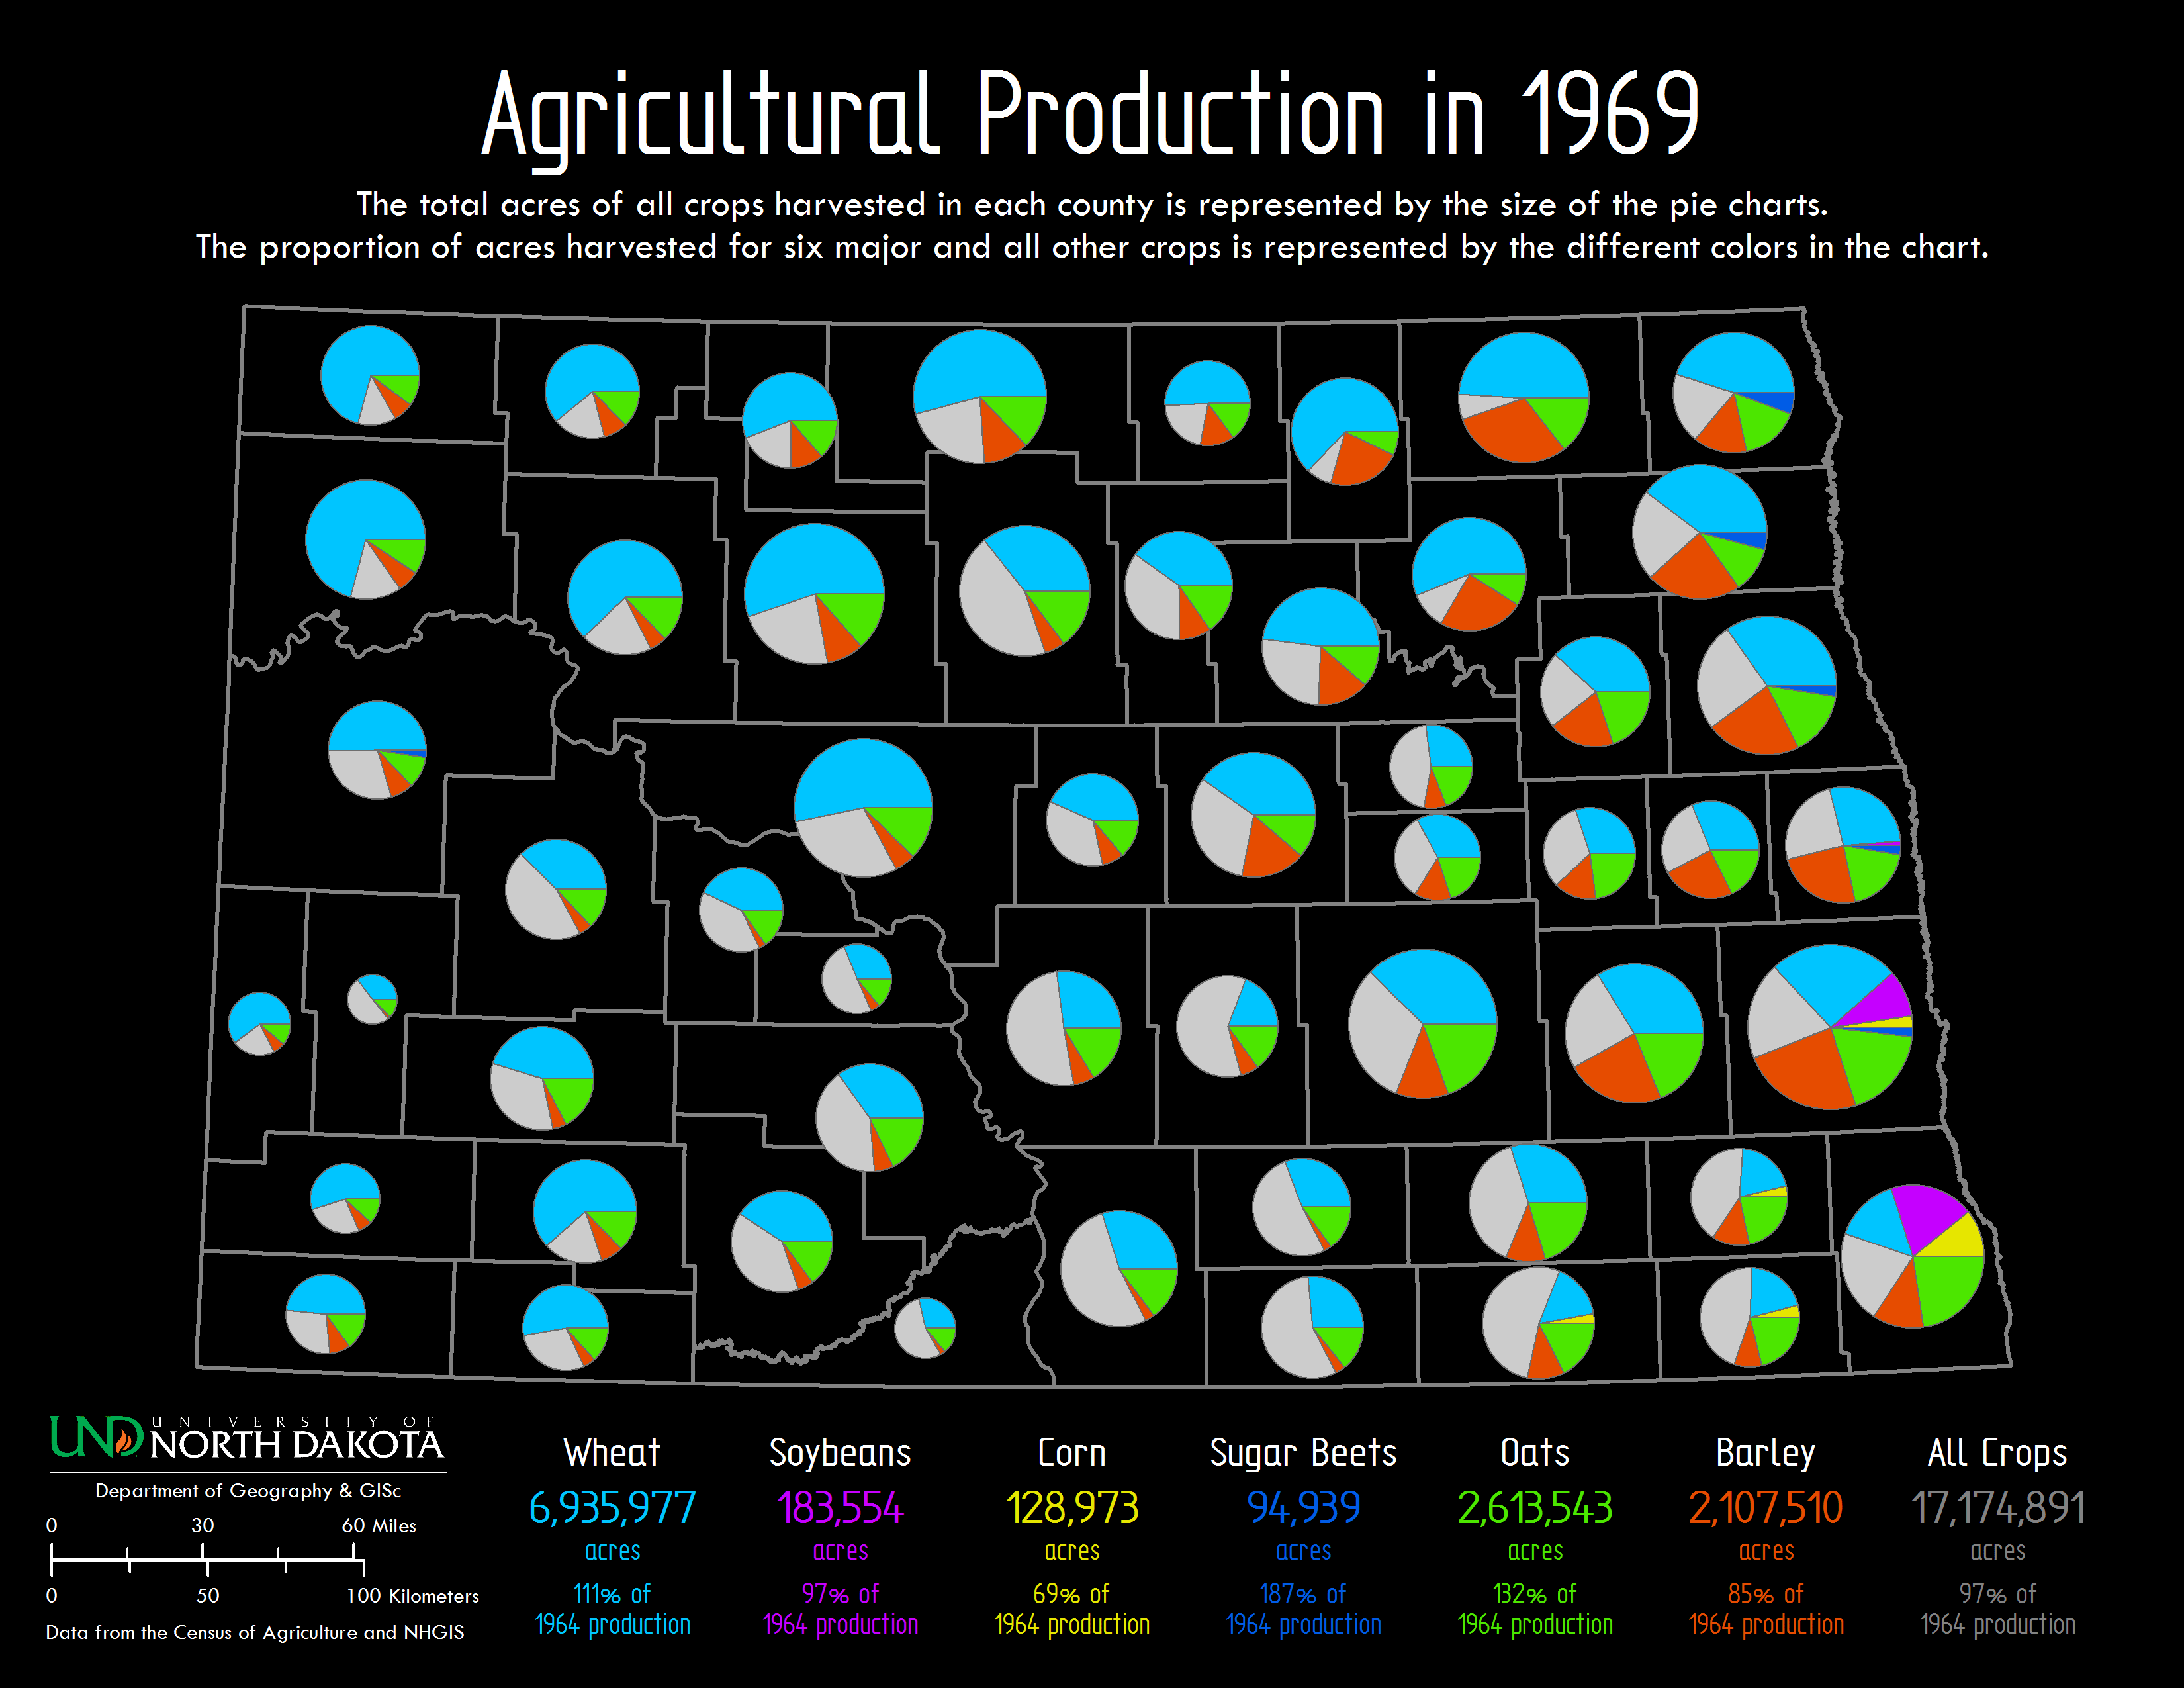 Agricultural Production in 1969
The total acres of all crops harvested in each county is represented by the size of the pie charts.
The proportion of acres harvested for six major and all other crops is represented by the different colors in the chart.
UND UNIVERSITY OF
NORTH DAKOTA
Department of Geography & GISc
0 30 60 Miles
0 50 100 Kilometers
Data from the Census of Agriculture and NHGIS
Wheat
6,935,977
acres
111% of
1964 production
Soybeans
183,554
acres
97% of
1964 production
Corn
128,973
acres
69% of
1964 production
Sugar Beets
94,939
acres
187% of
1964 production
Oats
2,613,543
acres
132% of
1964 production
Barley
2,107,510
acres
85% of
1964 production
All Crops
17,174,891
acres
97% of
1964 production